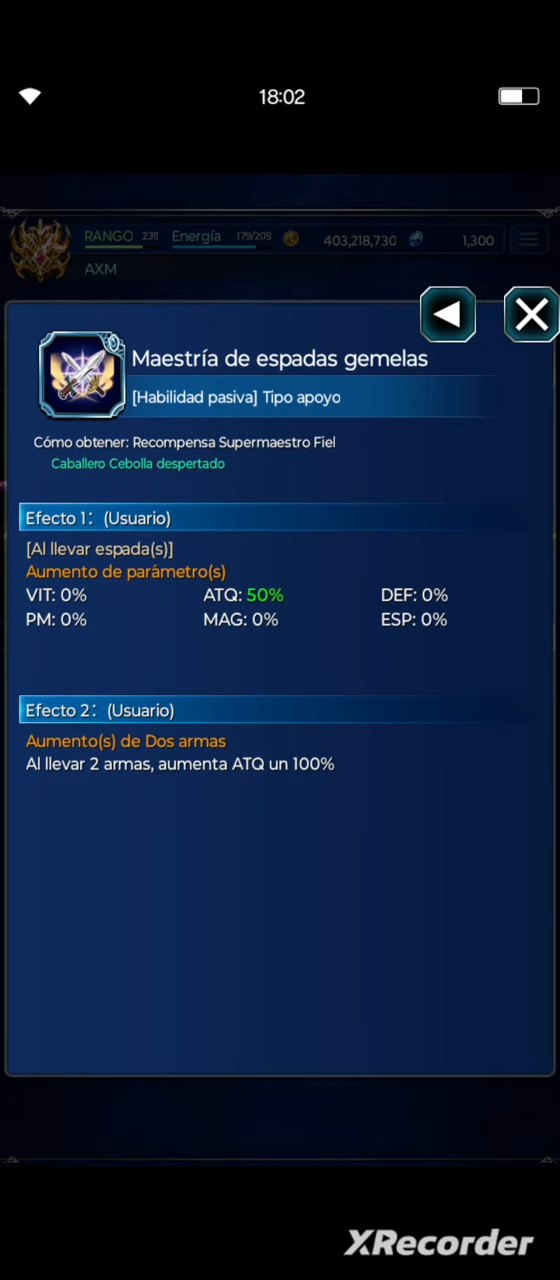 18:02
RANGO 239 Energía 179/209 403,218,730 1,300
AXM
Maestría de espadas gemelas
[Habilidad pasiva] Tipo apoyo
Cómo obtener: Recompensa Supermaestro Fiel
Caballero Cebolla despertado
Efecto 1: (Usuario)
[Al llevar espada(s)]
Aumento de parámetro(s)
VIT: 0% ATQ: 50% DEF: 0%
PM: 0% MAG: 0% ESP: 0%
Efecto 2: (Usuario)
Aumento(s) de Dos armas
Al llevar 2 armas, aumenta ATQ un 100%
XRecorder